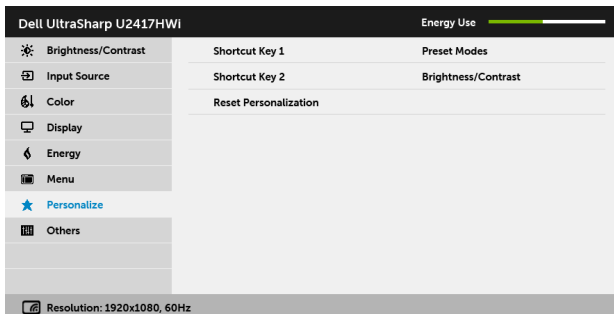 Dell UltraSharp U2417HWi
Energy Use
Brightness/Contrast
Shortcut Key 1
Preset Modes
Input Source
Shortcut Key 2
Brightness/Contrast
Color
Reset Personalization
Display
Energy
Menu
Personalize
Others
Resolution: 1920x1080, 60Hz